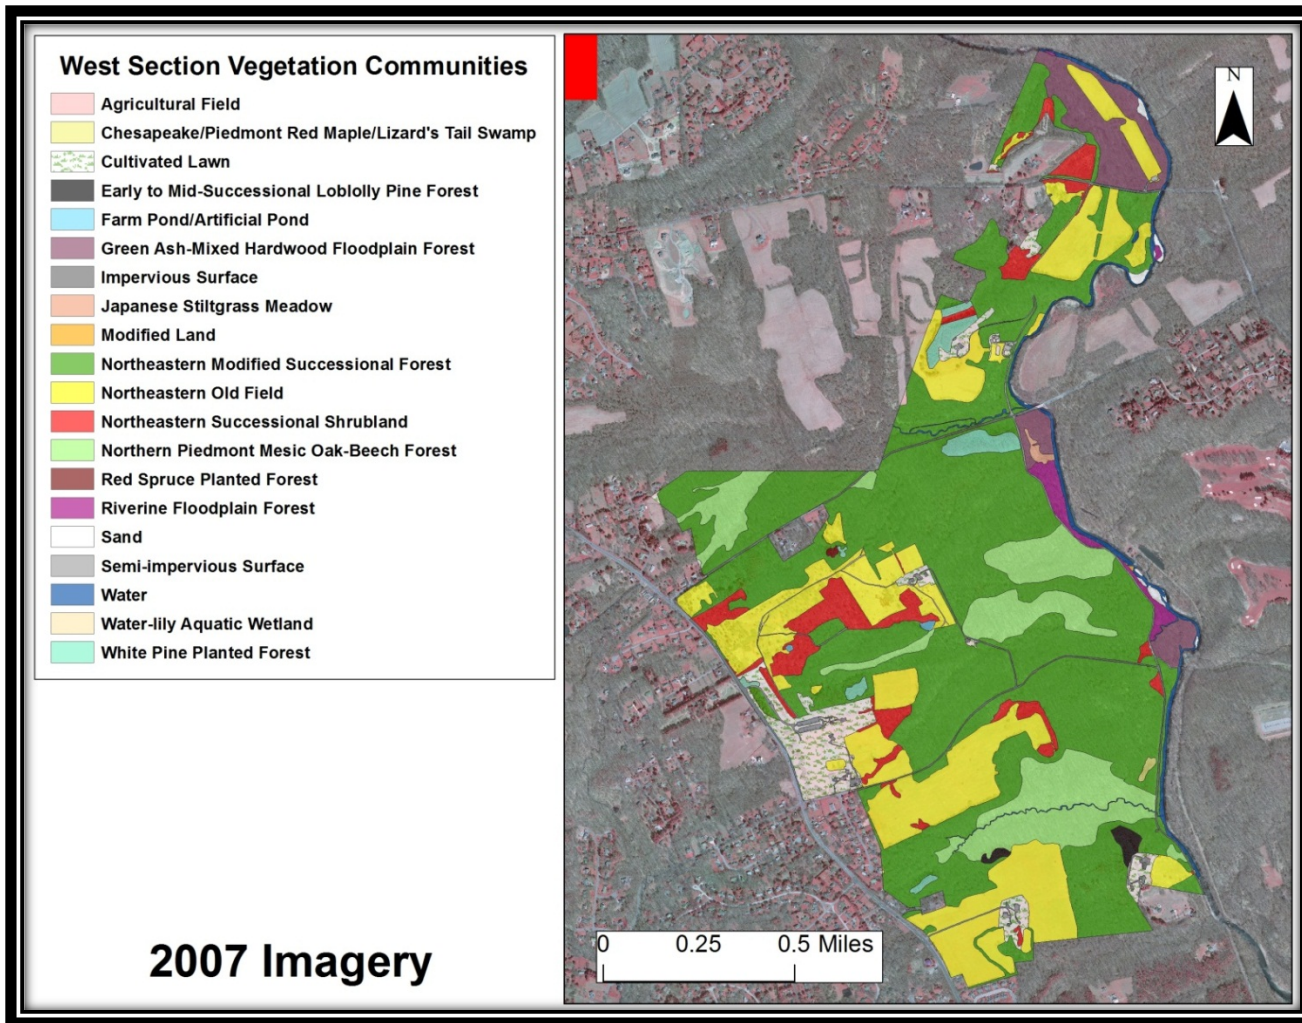 West Section Vegetation Communities
Agricultural Field
Chesapeake/Piedmont Red Maple/Lizard's Tail Swamp
Cultivated Lawn
Early to Mid-Successional Loblolly Pine Forest
Farm Pond/Artificial Pond
Green Ash-Mixed Hardwood Floodplain Forest
Impervious Surface
Japanese Stiltgrass Meadow
Modified Land
Northeastern Modified Successional Forest
Northeastern Old Field
Northeastern Successional Shrubland
Northern Piedmont Mesic Oak-Beech Forest
Red Spruce Planted Forest
Riverine Floodplain Forest
Sand
Semi-impervious Surface
Water
Water-lily Aquatic Wetland
White Pine Planted Forest
2007 Imagery
N
0 0.25 0.5 Miles